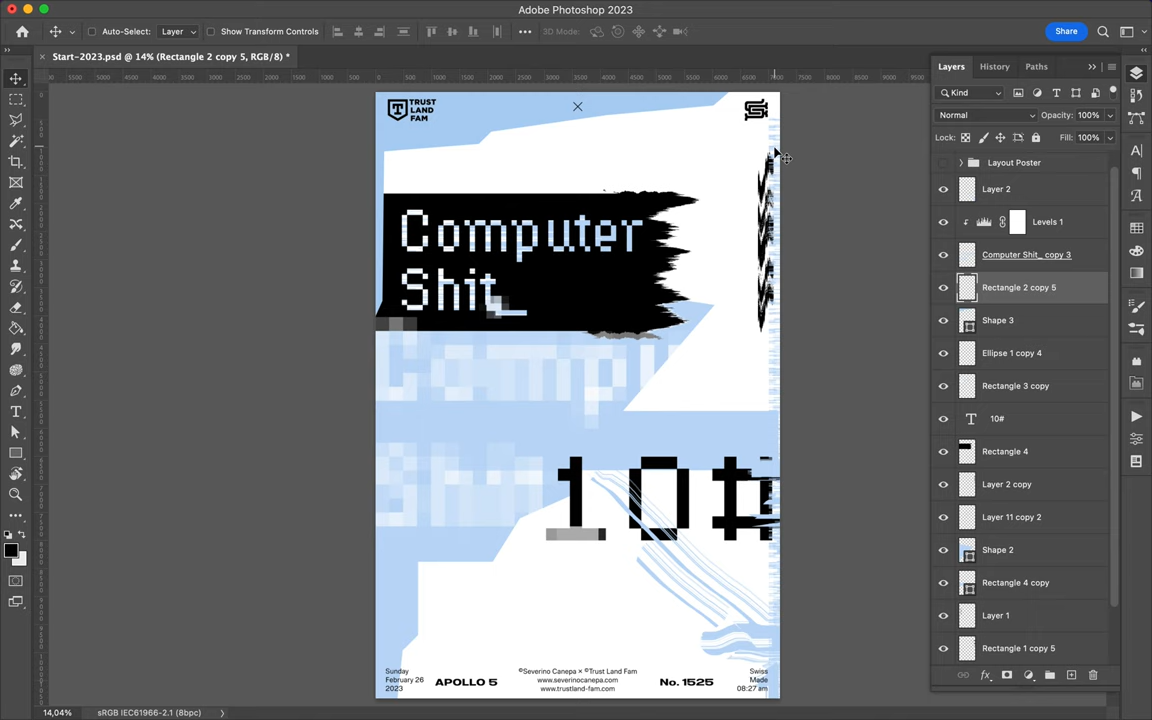 Adobe Photoshop 2023
Auto-Select:
Layer
Show Transform Controls
3D Mode:
Share
Start-2023.psd @ 14% (Rectangle 2 copy 5, RGB/8) *
Layers
History
Paths
Kind
Normal
Opacity: 100%
Lock:
Fill: 100%
Layout Poster
Layer 2
Levels 1
Computer Shit_ copy 3
Rectangle 2 copy 5
Shape 3
Ellipse 1 copy 4
Rectangle 3 copy
10#
Rectangle 4
Layer 2 copy
Layer 11 copy 2
Shape 2
Rectangle 4 copy
Layer 1
Rectangle 1 copy 5
TRUST
LAND
FAM
Computer
Shit_
10#
Sunday
February 26
2023
APOLLO 5
©Severino Canepa × ©Trust Land Fam
www.severinocanepa.com
www.trustland-fam.com
No. 1525
Swiss
Made
08:27 am
14,04%
sRGB IEC61966-2.1 (8bpc)